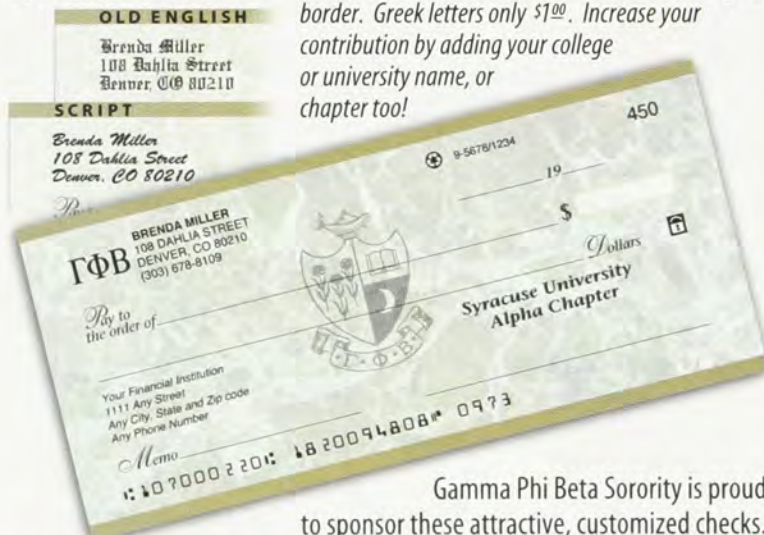 OLD ENGLISH
Brenda Miller
108 Dahlia Street
Denver, CO 80210
SCRIPT
Brenda Miller
108 Dahlia Street
Denver, CO 80210
border. Greek letters only $1.00. Increase your
contribution by adding your college
or university name, or
chapter too!
450
9-5678/1234
19
ΓΦΒ
BRENDA MILLER
108 DAHLIA STREET
DENVER, CO 80210
(303) 678-8109
$
Pay to
the order of
Dollars
Syracuse University
Alpha Chapter
Γ·Φ·Β
Your Financial Institution
1111 Any Street
Any City, State and Zip code
Any Phone Number
Memo
⑆107000220⑆ 1820094808⑈ 0973
Gamma Phi Beta Sorority is proud
to sponsor these attractive, customized checks.